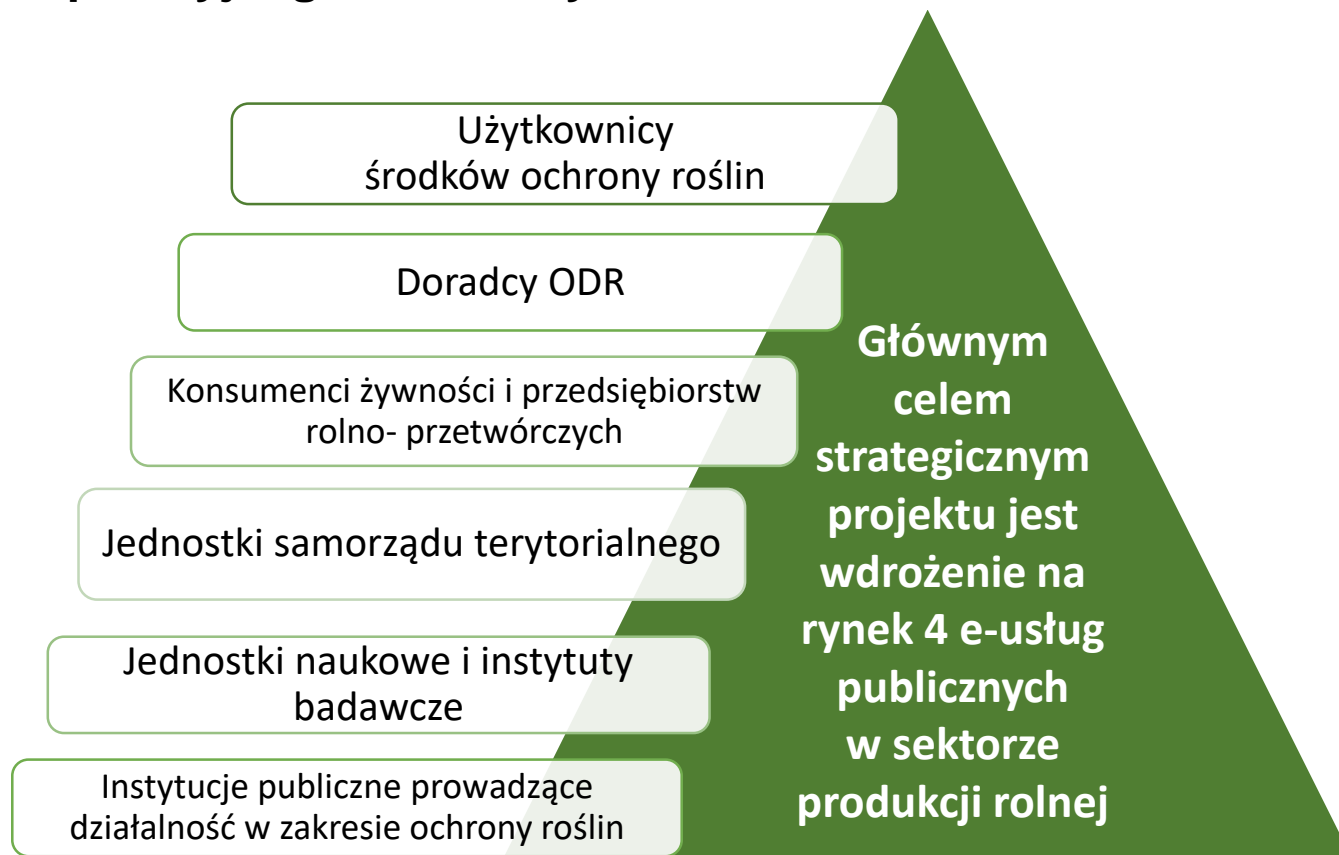 Użytkownicy
środków ochrony roślin
Doradcy ODR
Konsumenci żywności i przedsiębiorstw
rolno- przetwórczych
Jednostki samorządu terytorialnego
Jednostki naukowe i instytuty
badawcze
Instytucje publiczne prowadzące
działalność w zakresie ochrony roślin
Głównym
celem
strategicznym
projektu jest
wdrożenie na
rynek 4 e-usług
publicznych
w sektorze
produkcji rolnej